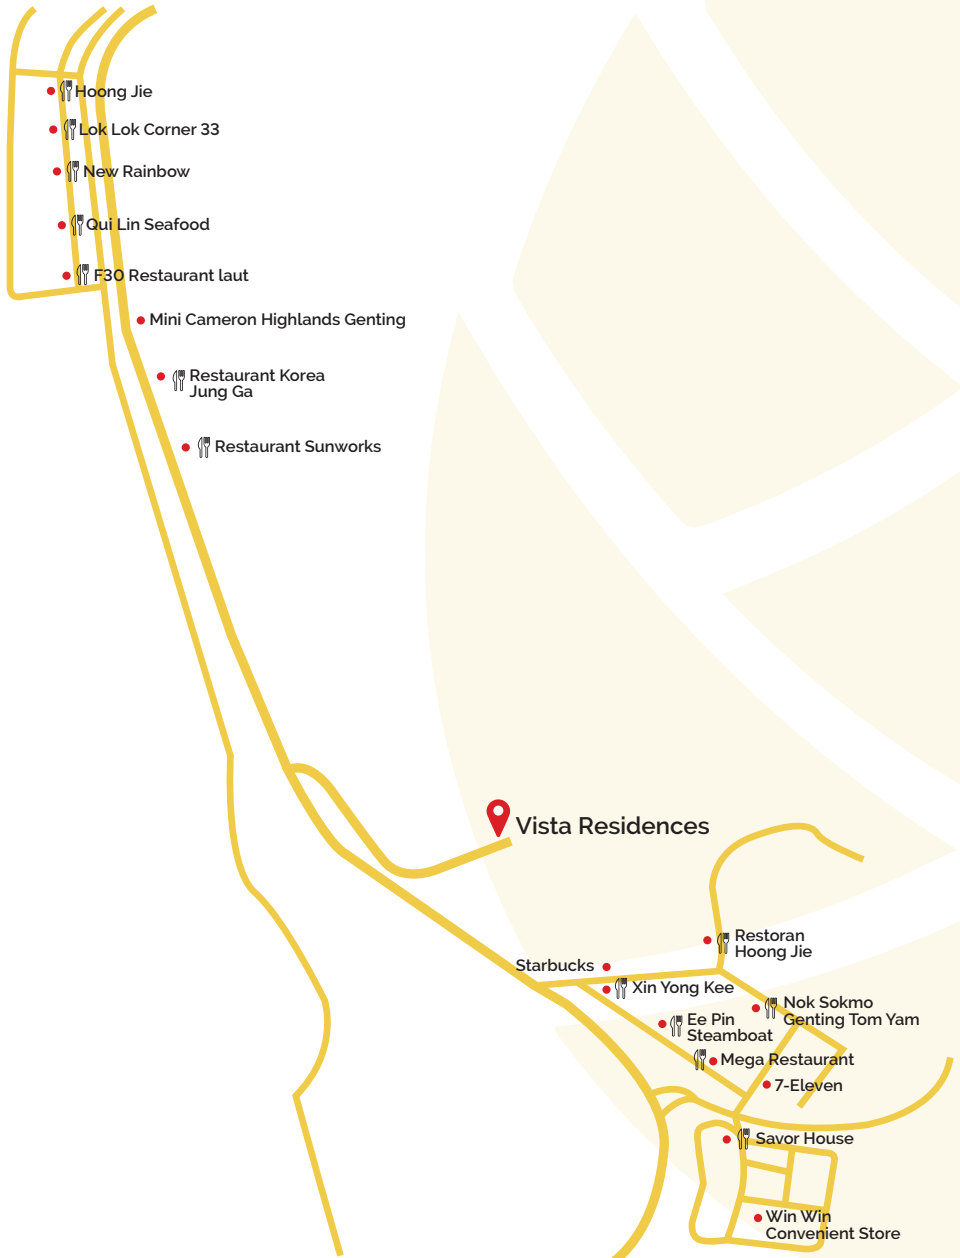 Hoong Jie
Lok Lok Corner 33
New Rainbow
Qui Lin Seafood
F30 Restaurant laut
Mini Cameron Highlands Genting
Restaurant Korea
Jung Ga
Restaurant Sunworks
Vista Residences
Restoran
Hoong Jie
Starbucks
Xin Yong Kee
Nok Sokmo
Genting Tom Yam
Ee Pin
Steamboat
Mega Restaurant
7-Eleven
Savor House
Win Win
Convenient Store